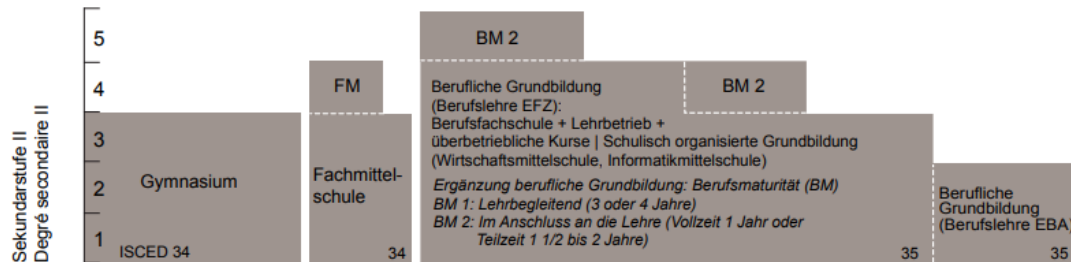 Sekundarstufe II
Degré secondaire II
5
4
3
2
1
Gymnasium
ISCED 34
FM
Fachmittel-
schule
34
BM 2
BM 2
Berufliche Grundbildung
(Berufslehre EFZ):
Berufsfachschule + Lehrbetrieb +
überbetriebliche Kurse | Schulisch organisierte Grundbildung
(Wirtschaftsmittelschule, Informatikmittelschule)
Ergänzung berufliche Grundbildung: Berufsmaturität (BM)
BM 1: Lehrbegleitend (3 oder 4 Jahre)
BM 2: Im Anschluss an die Lehre (Vollzeit 1 Jahr oder
Teilzeit 1 1/2 bis 2 Jahre)
35
Berufliche
Grundbildung
(Berufslehre EBA)
35